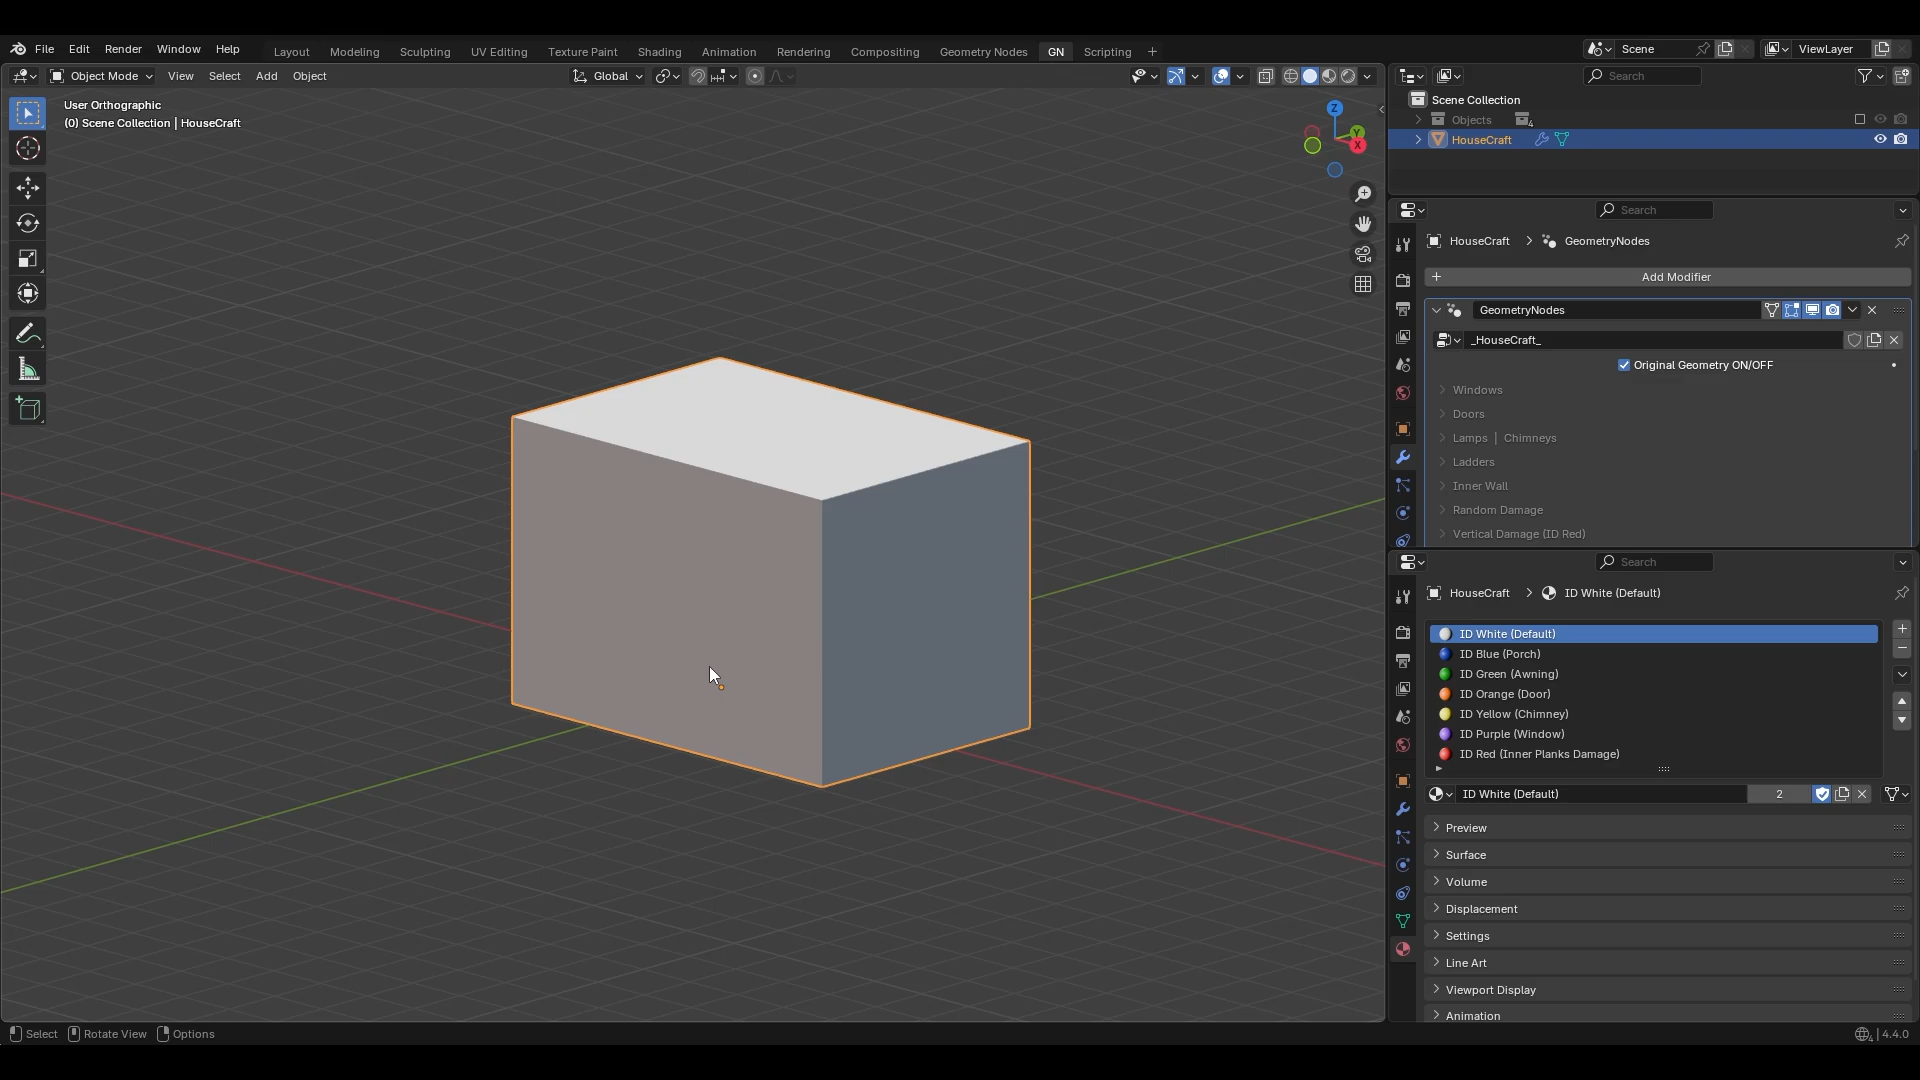 File Edit Render Window Help
Layout Modeling Sculpting UV Editing Texture Paint Shading Animation Rendering Compositing Geometry Nodes GN Scripting +
Scene
ViewLayer
Object Mode View Select Add Object
Global
User Orthographic
(0) Scene Collection | HouseCraft
Z
Y
X
Search
Scene Collection
Objects 4
HouseCraft
Search
HouseCraft > GeometryNodes
+ Add Modifier
GeometryNodes
_HouseCraft_
Original Geometry ON/OFF
Windows
Doors
Lamps | Chimneys
Ladders
Inner Wall
Random Damage
Vertical Damage (ID Red)
Search
HouseCraft > ID White (Default)
ID White (Default)
ID Blue (Porch)
ID Green (Awning)
ID Orange (Door)
ID Yellow (Chimney)
ID Purple (Window)
ID Red (Inner Planks Damage)
ID White (Default) 2
Preview
Surface
Volume
Displacement
Settings
Line Art
Viewport Display
Animation
Select Rotate View Options
4 | 4.4.0